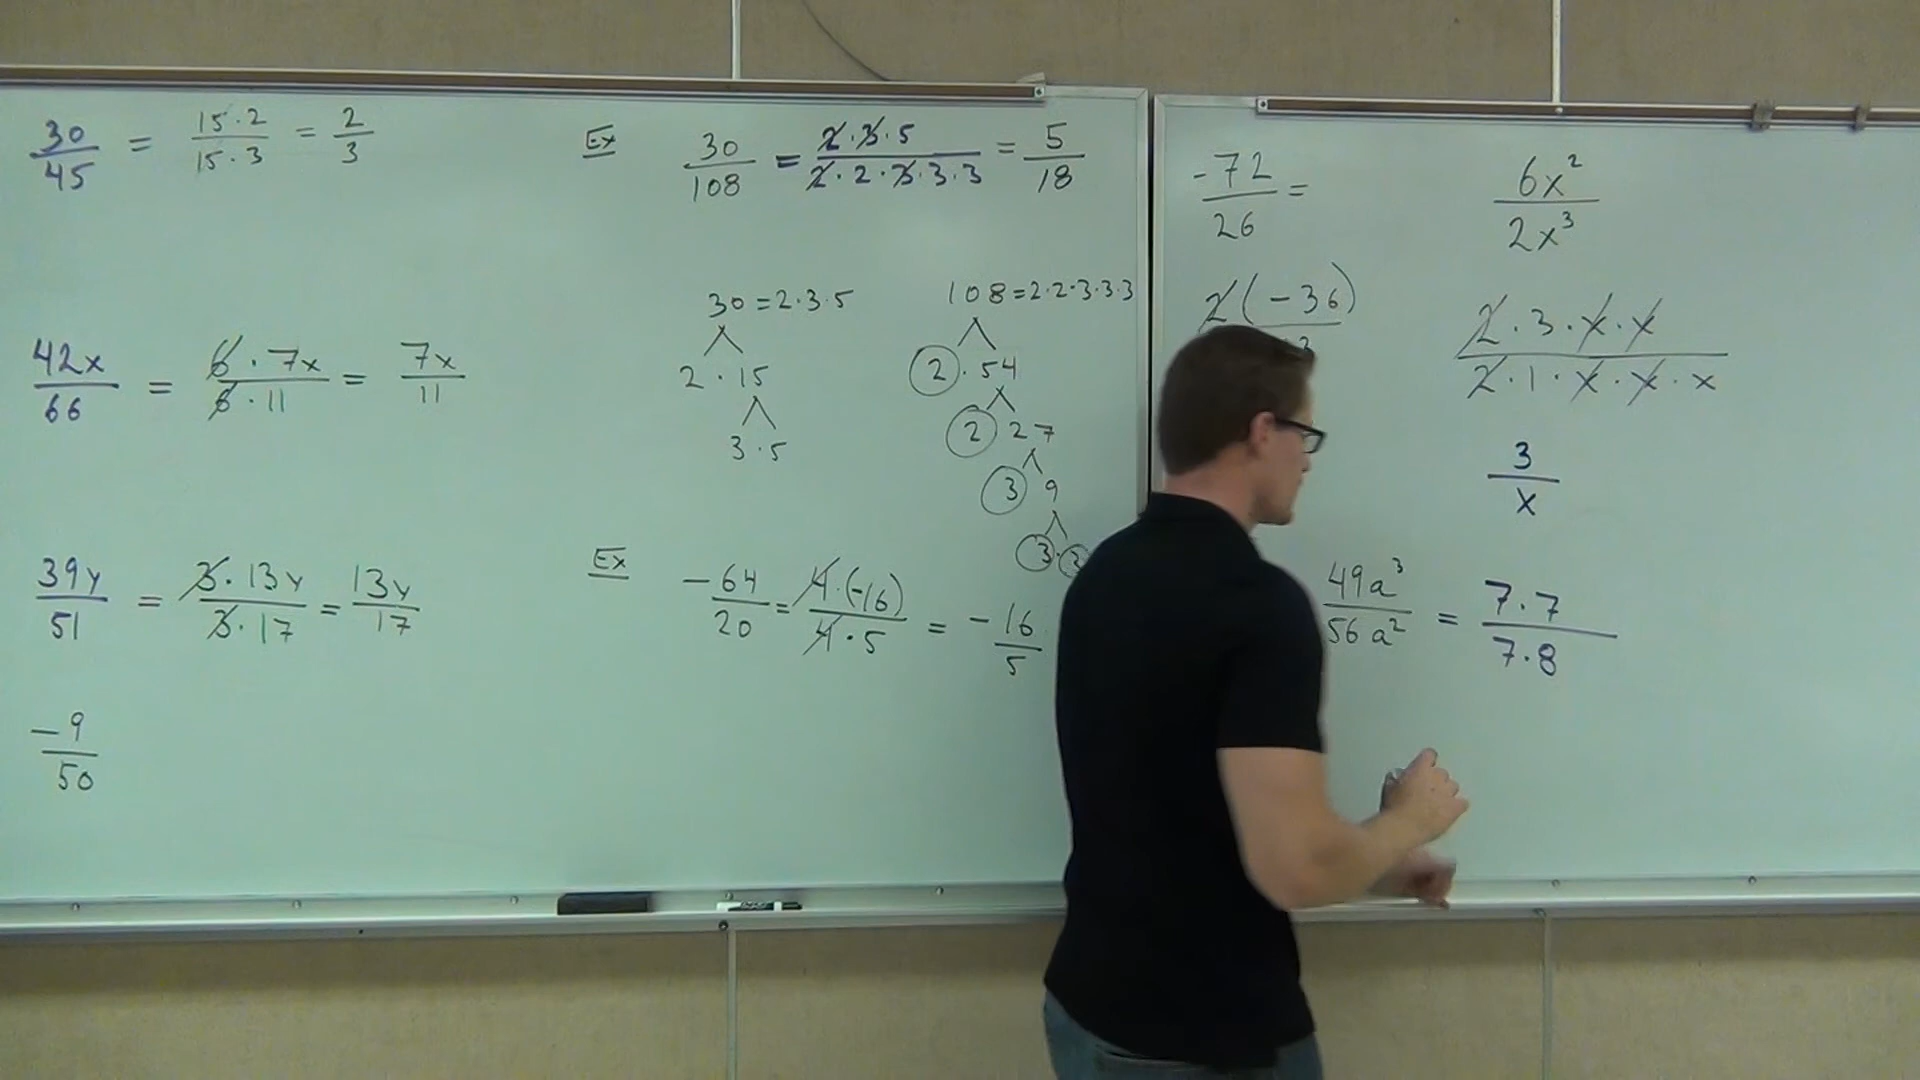 30/45 = 15·2/15·3 = 2/3
42x/66 = 6·7x/6·11 = 7x/11
39y/51 = 3·13y/3·17 = 13y/17
-9/50
Ex 30/108 = 2·3·5/2·2·3·3·3 = 5/18
30=2·3·5
2·15
3·5
108=2·2·3·3·3
2·54
2 27
3 9
3·3
Ex -64/20 = 4·(-16)/4·5 = -16/5
-72/26 =
2(-36)
6x²/2x³
2·3·x·x/2·1·x·x·x
3/x
49a³/56a² = 7·7/7·8